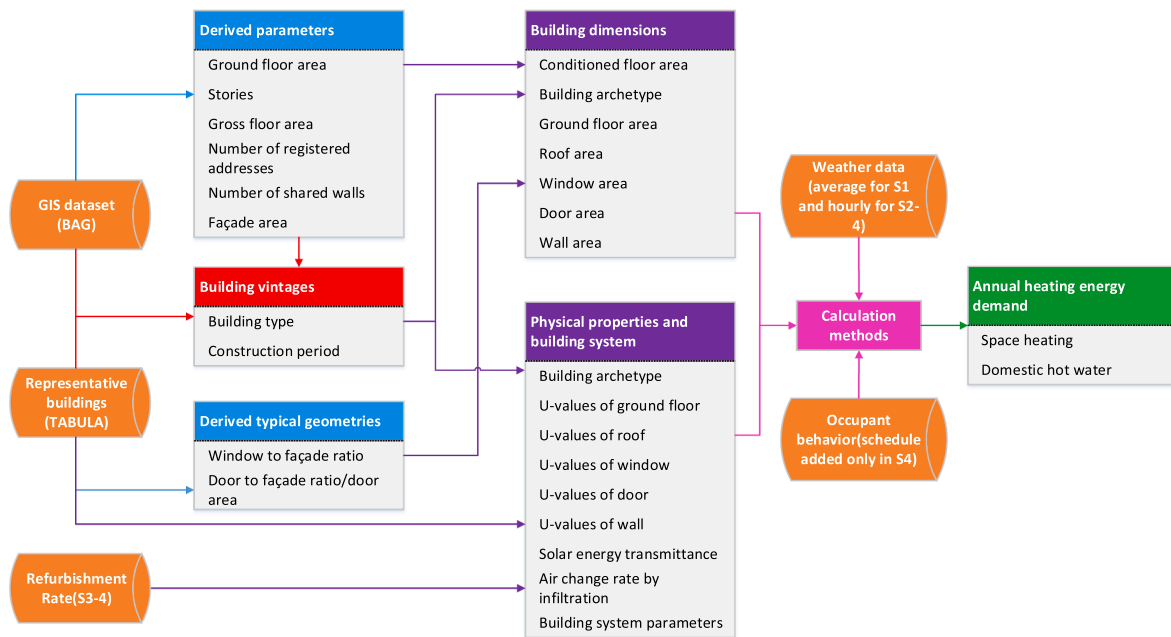 Derived parameters
Ground floor area
Stories
Gross floor area
Number of registered
addresses
Number of shared walls
Façade area
Building dimensions
Conditioned floor area
Building archetype
Ground floor area
Roof area
Window area
Door area
Wall area
GIS dataset
(BAG)
Weather data
(average for S1
and hourly for S2-
4)
Building vintages
Building type
Construction period
Physical properties and
building system
Building archetype
U-values of ground floor
U-values of roof
U-values of window
U-values of door
U-values of wall
Solar energy transmittance
Air change rate by
infiltration
Building system parameters
Calculation
methods
Annual heating energy
demand
Space heating
Domestic hot water
Representative
buildings
(TABULA)
Derived typical geometries
Window to façade ratio
Door to façade ratio/door
area
Occupant
behavior(schedule
added only in S4)
Refurbishment
Rate(S3-4)